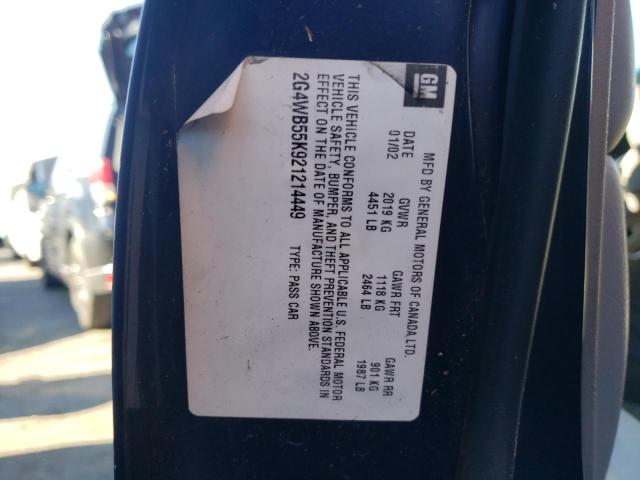 GM
MFD BY GENERAL MOTORS OF CANADA,LTD.
DATE GVWR GAWR FRT GAWR RR
01/02 2019 KG 1118 KG 901 KG
4451 LB 2464 LB 1987 LB
THIS VEHICLE CONFORMS TO ALL APPLICABLE U.S. FEDERAL MOTOR
VEHICLE SAFETY, BUMPER, AND THEFT PREVENTION STANDARDS IN
EFFECT ON THE DATE OF MANUFACTURE SHOWN ABOVE.
2G4WB55K921214449 TYPE: PASS CAR